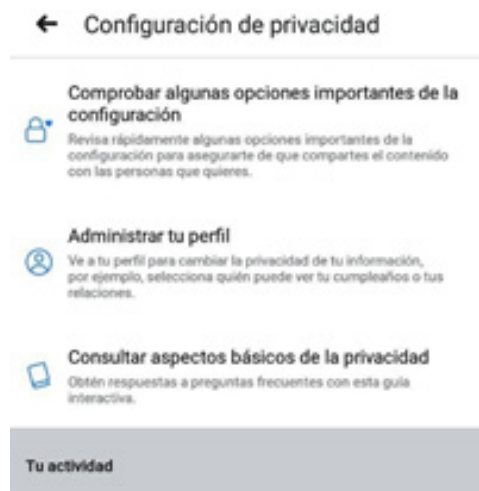 Configuración de privacidad
Comprobar algunas opciones importantes de la
configuración
Revisa rápidamente algunas opciones importantes de la
configuración para asegurarte de que compartes el contenido
con las personas que quieres.
Administrar tu perfil
Ve a tu perfil para cambiar la privacidad de tu información,
por ejemplo, selecciona quién puede ver tu cumpleaños o tus
relaciones.
Consultar aspectos básicos de la privacidad
Obtén respuestas a preguntas frecuentes con esta guía
interactiva.
Tu actividad